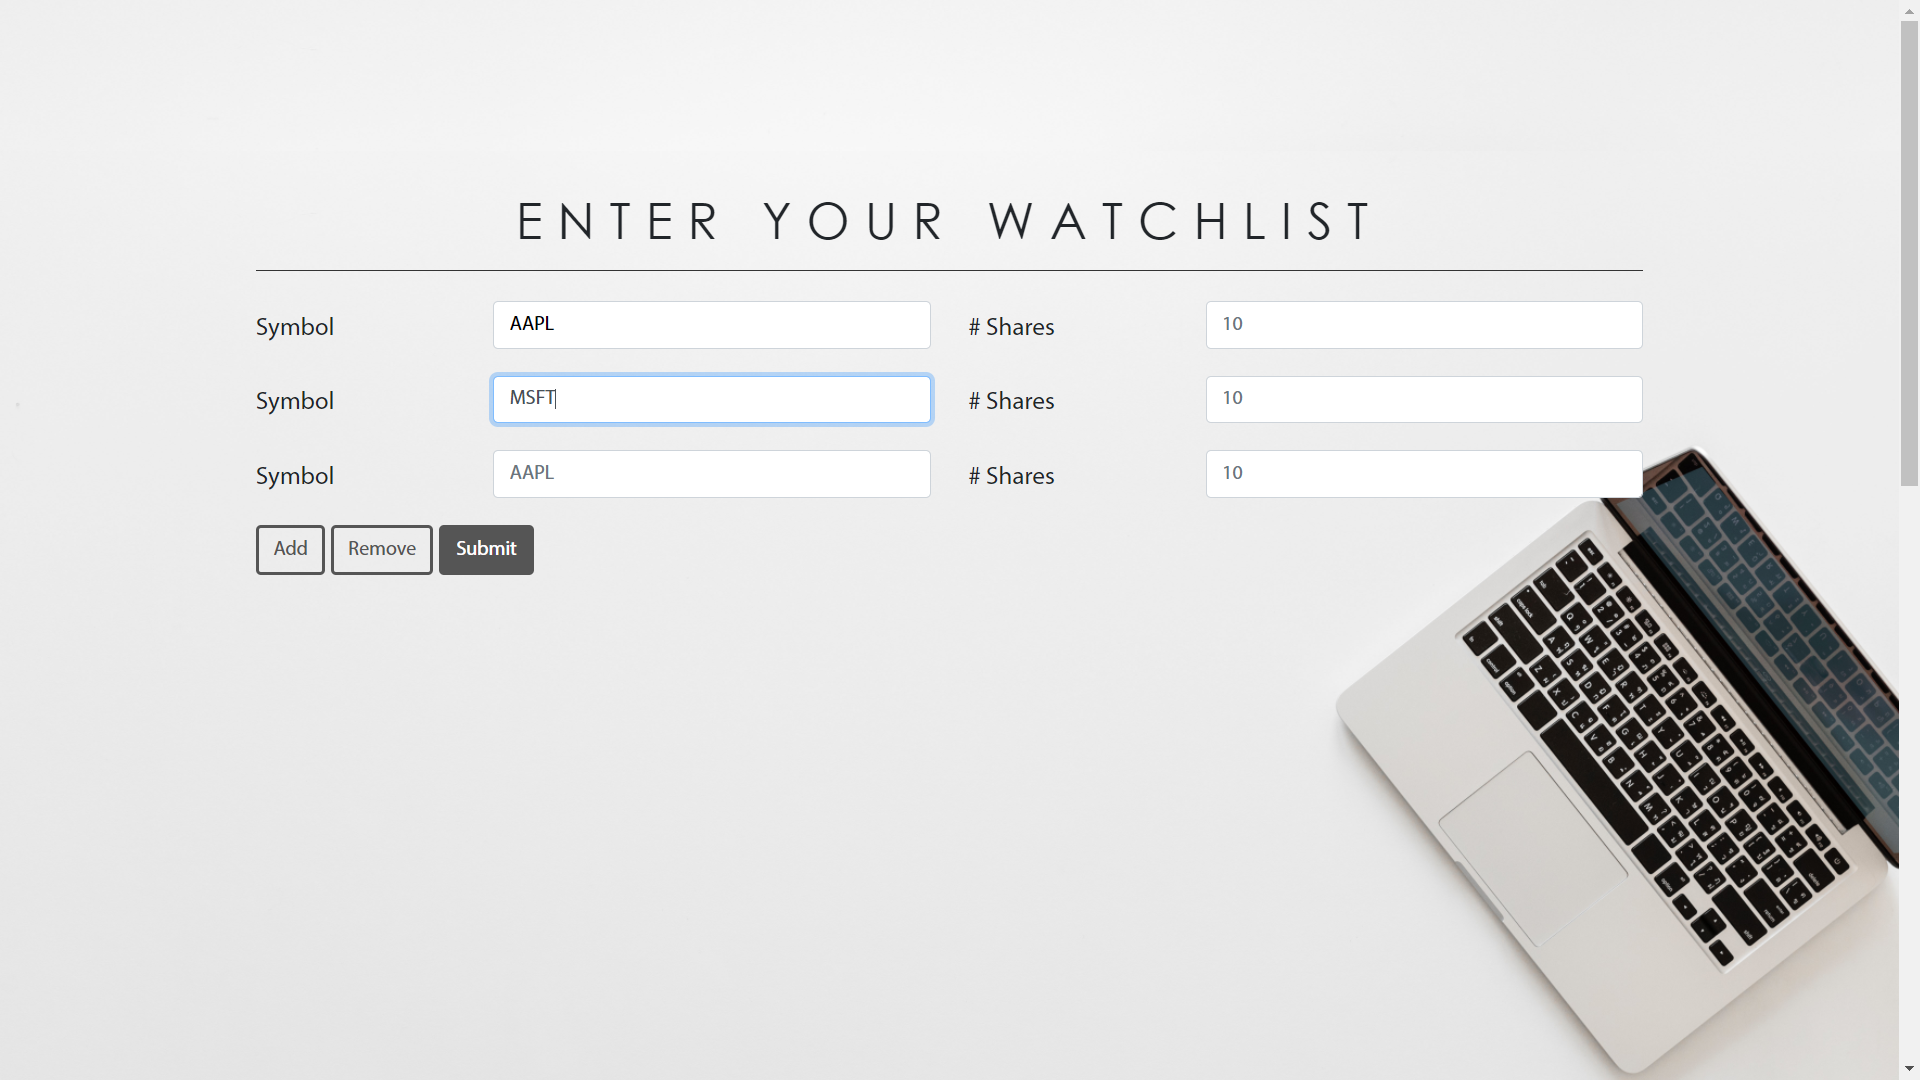 ENTER YOUR WATCHLIST
Symbol AAPL # Shares 10
Symbol MSFT # Shares 10
Symbol AAPL # Shares 10
Add Remove Submit